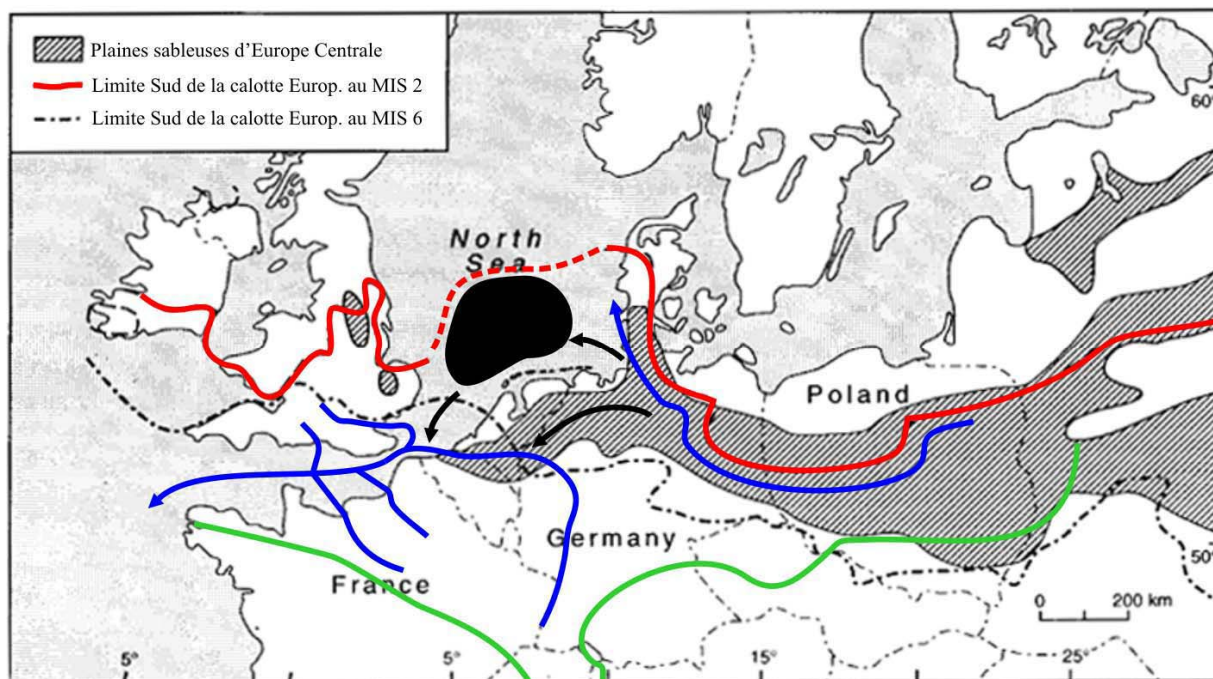 Plaines sableuses d'Europe Centrale
Limite Sud de la calotte Europ. au MIS 2
Limite Sud de la calotte Europ. au MIS 6
60°
North
Sea
Poland
Germany
50°
France
0 200 km
5° 5° 15° 25°